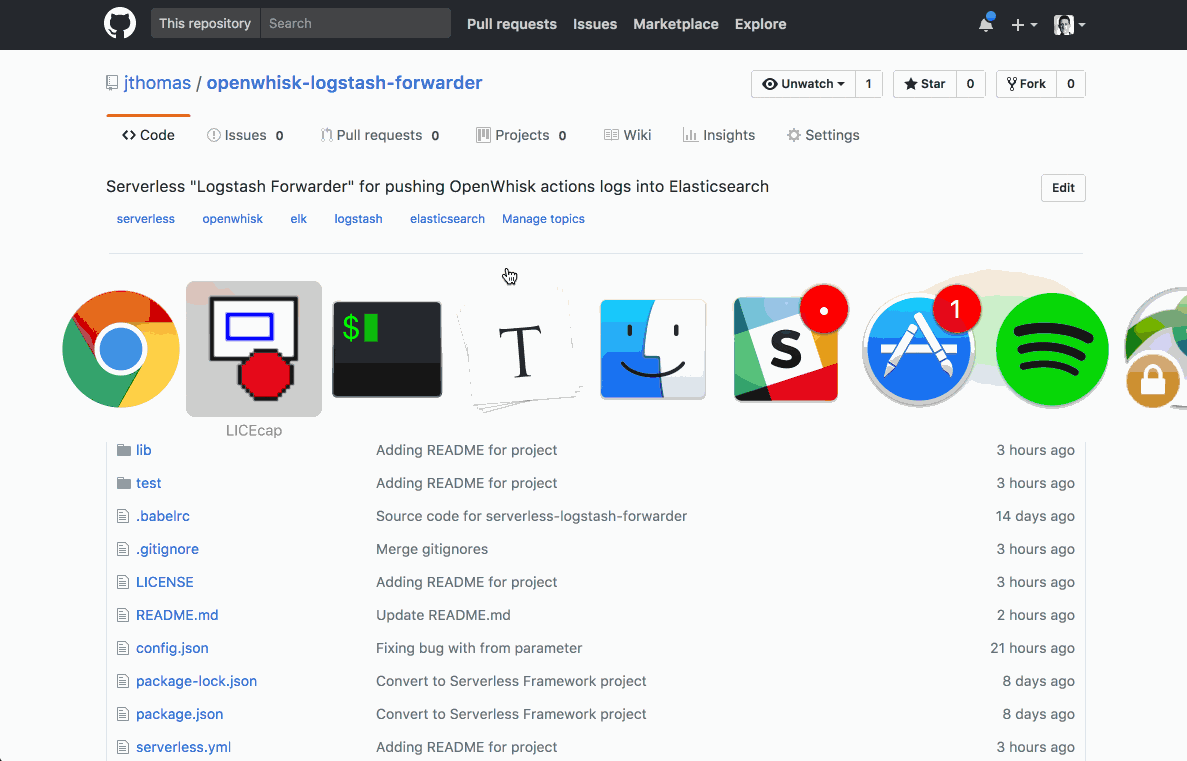 This repository Search Pull requests Issues Marketplace Explore
jthomas / openwhisk-logstash-forwarder Unwatch 1 Star 0 Fork 0
Code Issues 0 Pull requests 0 Projects 0 Wiki Insights Settings
Serverless "Logstash Forwarder" for pushing OpenWhisk actions logs into Elasticsearch Edit
serverless openwhisk elk logstash elasticsearch Manage topics
$ T S 1
LICEcap
lib Adding README for project 3 hours ago
test Adding README for project 3 hours ago
.babelrc Source code for serverless-logstash-forwarder 14 days ago
.gitignore Merge gitignores 3 hours ago
LICENSE Adding README for project 3 hours ago
README.md Update README.md 2 hours ago
config.json Fixing bug with from parameter 21 hours ago
package-lock.json Convert to Serverless Framework project 8 days ago
package.json Convert to Serverless Framework project 8 days ago
serverless.yml Adding README for project 3 hours ago